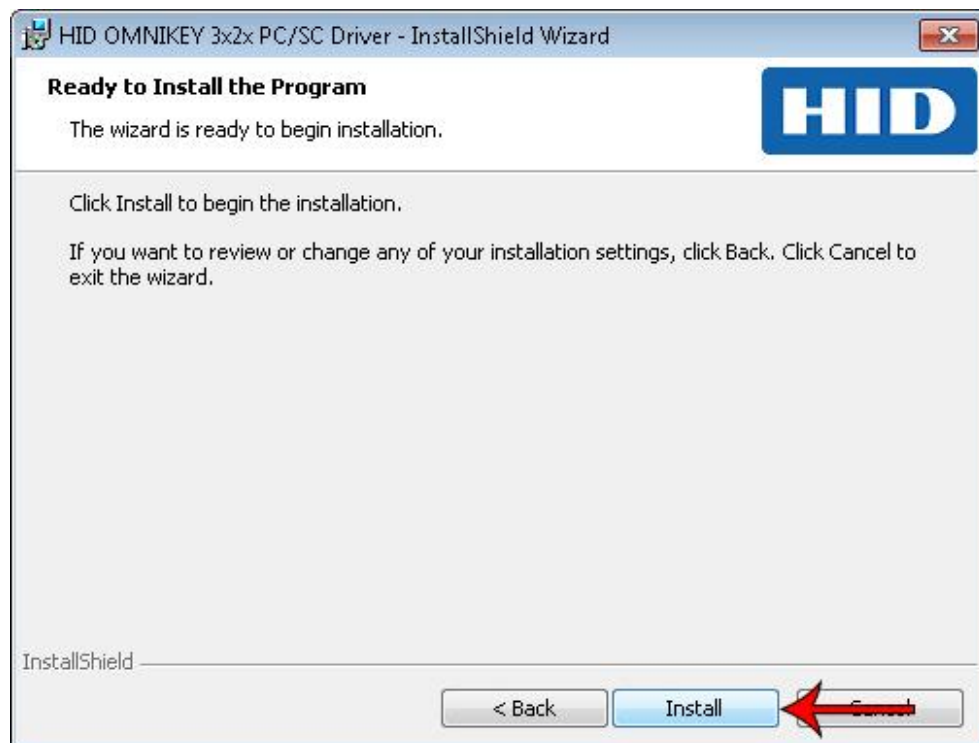 HID OMNIKEY 3x2x PC/SC Driver - InstallShield Wizard
Ready to Install the Program
The wizard is ready to begin installation.
HID
Click Install to begin the installation.
If you want to review or change any of your installation settings, click Back. Click Cancel to
exit the wizard.
InstallShield
< Back
Install
Cancel